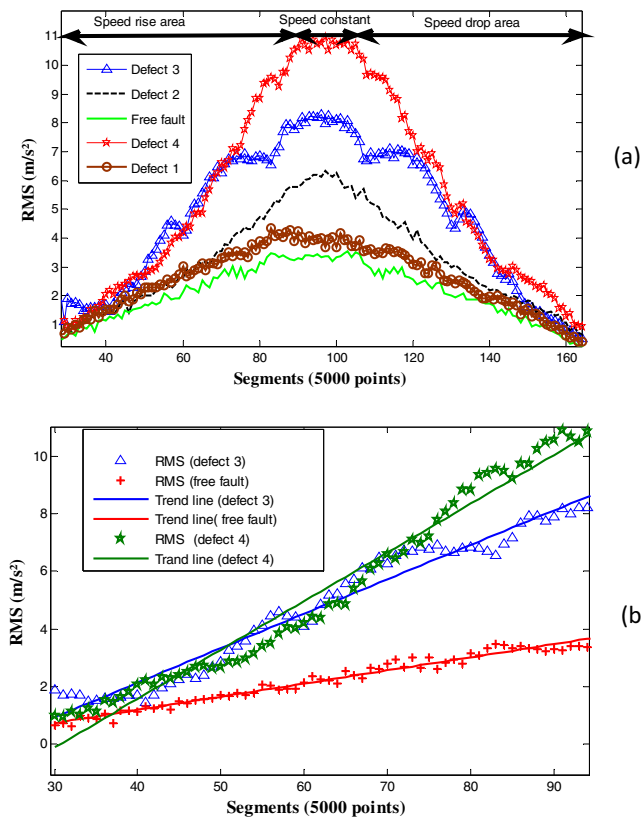 Speed rise area Speed constant Speed drop area
11
10
9
8
7
6
5
4
3
2
1
RMS (m/s²)
Defect 3
Defect 2
Free fault
Defect 4
Defect 1
(a)
40 60 80 100 120 140 160
Segments (5000 points)
10
8
6
4
2
0
RMS (m/s²)
RMS (defect 3)
RMS (free fault)
Trend line (defect 3)
Trend line( free fault)
RMS (defect 4)
Trand line (defect 4)
(b
30 40 50 60 70 80 90
Segments (5000 points)